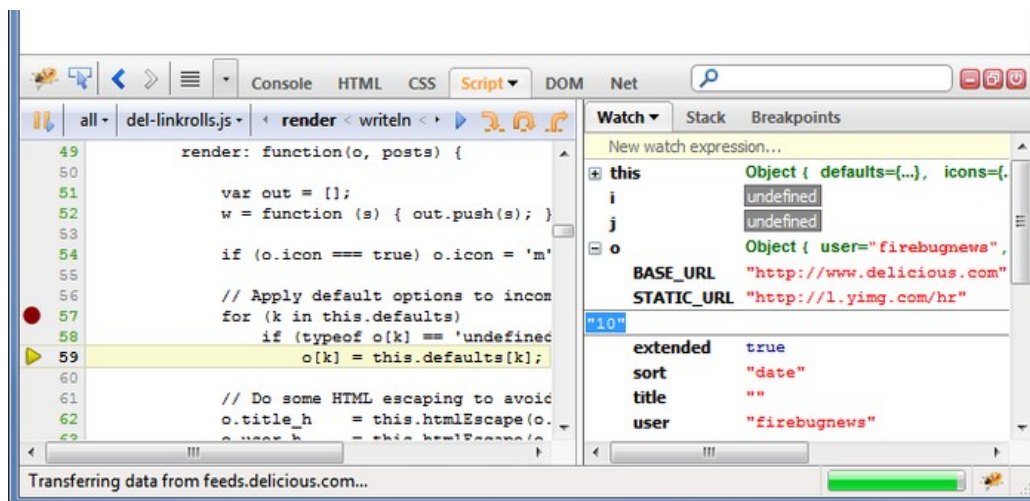 Console HTML CSS Script DOM Net
all del-linkrolls.js render < writeln <
Watch Stack Breakpoints
New watch expression...
49 render: function(o, posts) {
50
51 var out = [];
52 w = function (s) { out.push(s); }
53
54 if (o.icon === true) o.icon = 'm'
55
56 // Apply default options to incom
57 for (k in this.defaults)
58 if (typeof o[k] == 'undefined
59 o[k] = this.defaults[k];
60
61 // Do some HTML escaping to avoid
62 o.title_h = this.htmlEscape(o.
63 o.user_h = this.htmlEscape(o
this Object { defaults={...}, icons={.
i undefined
j undefined
o Object { user="firebugnews",
BASE_URL "http://www.delicious.com"
STATIC_URL "http://l.yimg.com/hr"
"10"
extended true
sort "date"
title ""
user "firebugnews"
Transferring data from feeds.delicious.com...